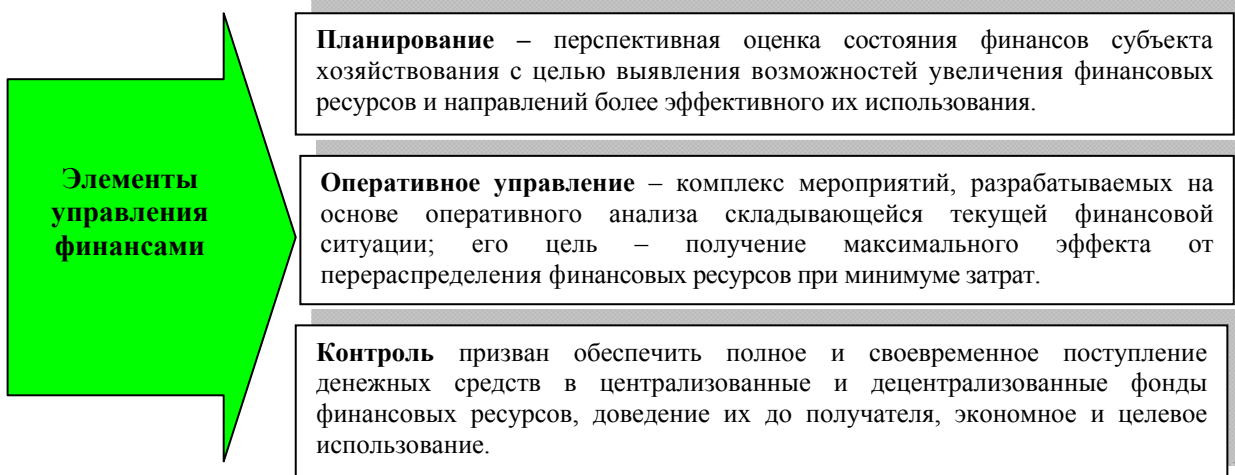 Элементы
управления
финансами
Планирование – перспективная оценка состояния финансов субъекта
хозяйствования с целью выявления возможностей увеличения финансовых
ресурсов и направлений более эффективного их использования.
Оперативное управление – комплекс мероприятий, разрабатываемых на
основе оперативного анализа складывающейся текущей финансовой
ситуации; его цель – получение максимального эффекта от
перераспределения финансовых ресурсов при минимуме затрат.
Контроль призван обеспечить полное и своевременное поступление
денежных средств в централизованные и децентрализованные фонды
финансовых ресурсов, доведение их до получателя, экономное и целевое
использование.